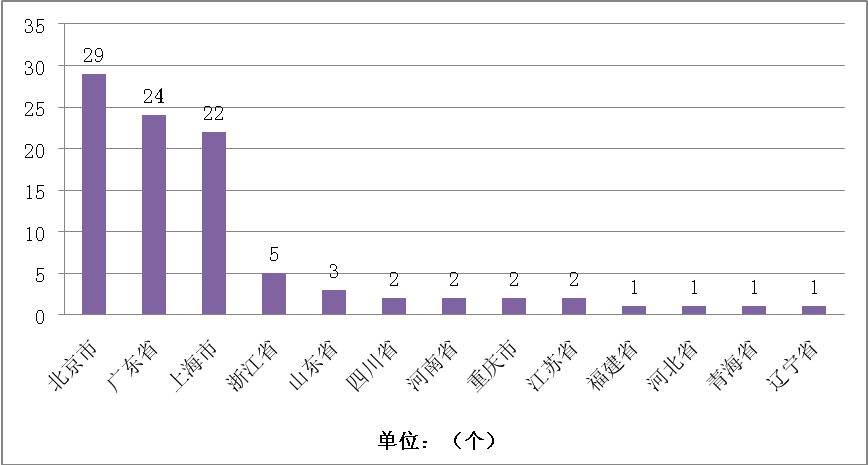 35
30
25
20
15
10
5
0
29
24
22
5
3
2
2
2
2
1
1
1
1
北京市
广东省
上海市
浙江省
山东省
四川省
河南省
重庆市
江苏省
福建省
河北省
青海省
辽宁省
单位：（个）